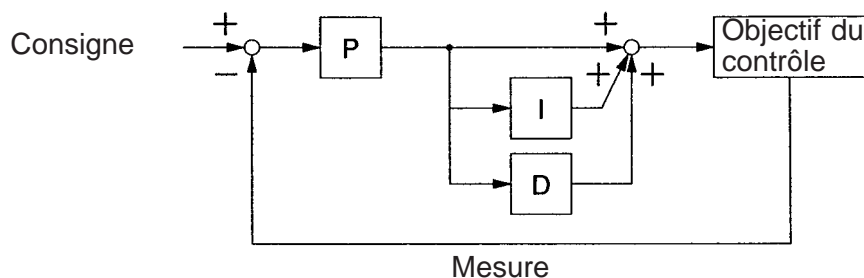 Consigne
+
−
P
+
+
+
I
D
Objectif du
contrôle
Mesure